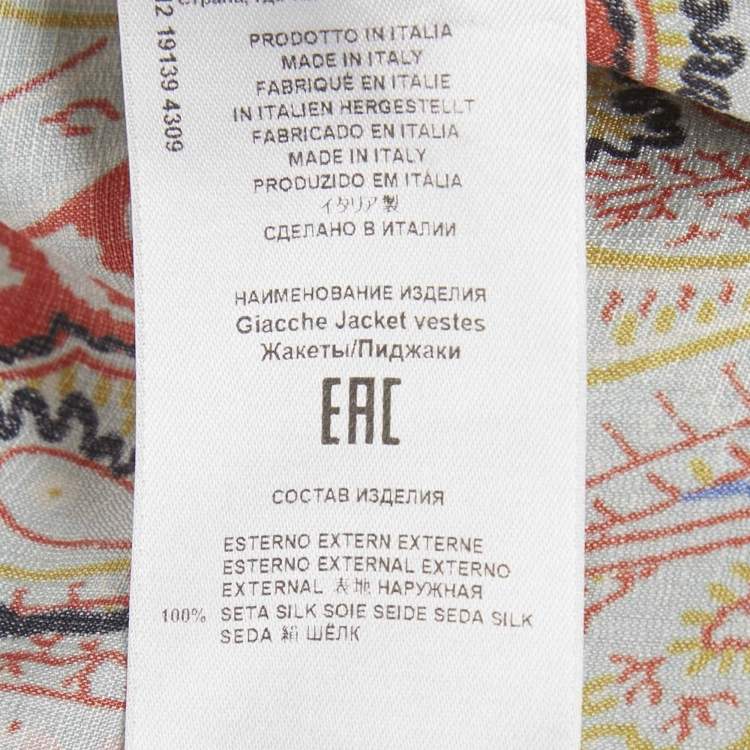 страна, где
PRODOTTO IN ITALIA
MADE IN ITALY
FABRIQUÉ EN ITALIE
IN ITALIEN HERGESTELLT
FABRICADO EN ITALIA
MADE IN ITALY
PRODUZIDO EM ITÁLIA
イタリア製
СДЕЛАНО В ИТАЛИИ
НАИМЕНОВАНИЕ ИЗДЕЛИЯ
Giacche Jacket vestes
Жакеты/Пиджаки
EAC
СОСТАВ ИЗДЕЛИЯ
ESTERNO EXTERN EXTERNE
ESTERNO EXTERNAL EXTERNO
EXTERNAL 表地 НАРУЖНАЯ
100% SETA SILK SOIE SEIDE SEDA SILK
SEDA 絹 ШЁЛК
19139 4309